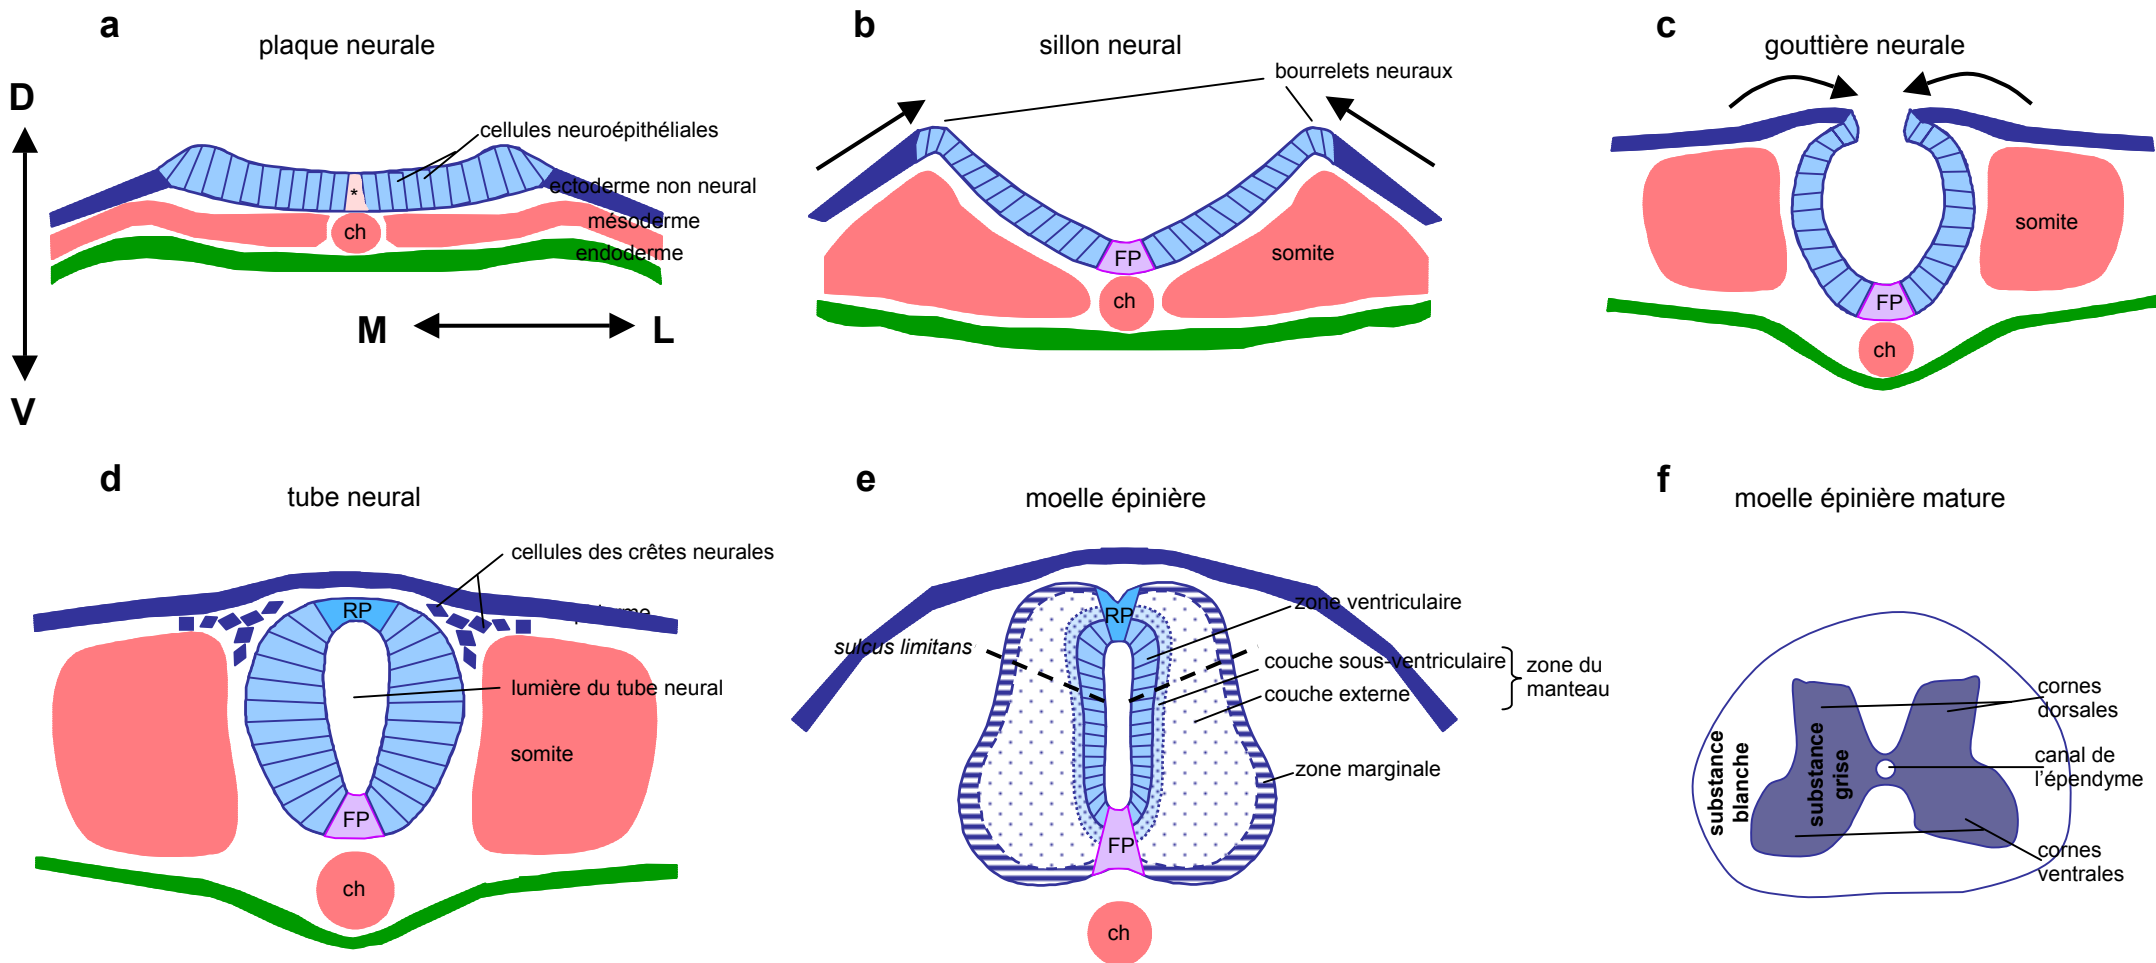 a
plaque neurale
D
cellules neuroépithéliales
*
ectoderme non neural
mésoderme
ch
endoderme
M
L
V
b
sillon neural
bourrelets neuraux
FP
somite
ch
c
gouttière neurale
somite
FP
ch
d
tube neural
cellules des crêtes neurales
RP
lumière du tube neural
somite
FP
ch
e
moelle épinière
zone ventriculaire
RP
sulcus limitans
couche sous-ventriculaire
couche externe
zone du
manteau
zone marginale
FP
ch
f
moelle épinière mature
cornes
dorsales
substance
blanche
substance
grise
canal de
l’épendyme
cornes
ventrales